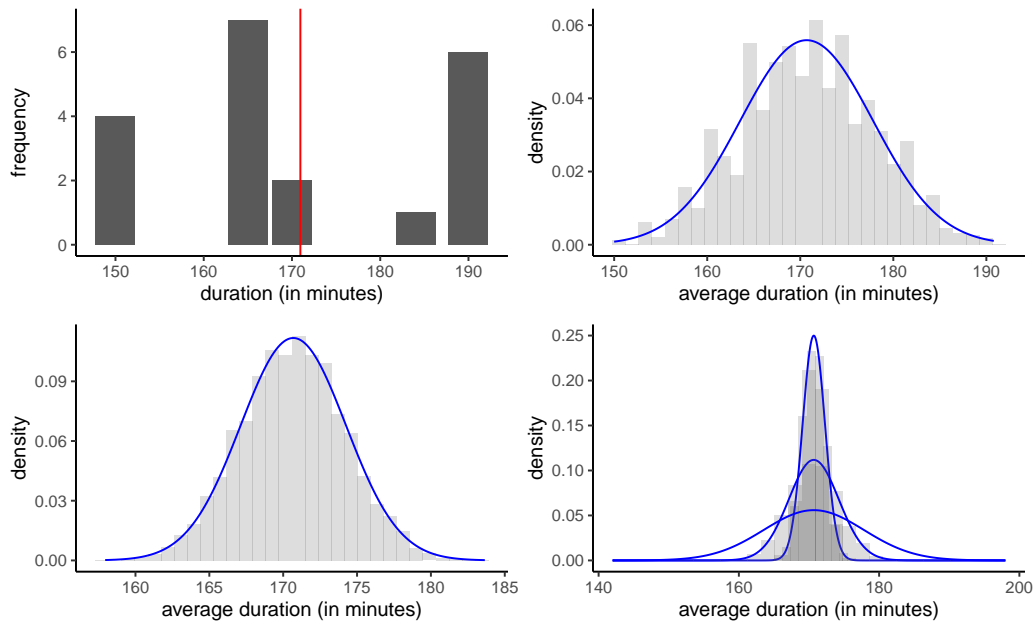 frequency
6
4
2
0
150 160 170 180 190
duration (in minutes)
density
0.06
0.04
0.02
0.00
150 160 170 180 190
average duration (in minutes)
density
0.09
0.06
0.03
0.00
160 165 170 175 180 185
average duration (in minutes)
density
0.25
0.20
0.15
0.10
0.05
0.00
140 160 180 200
average duration (in minutes)